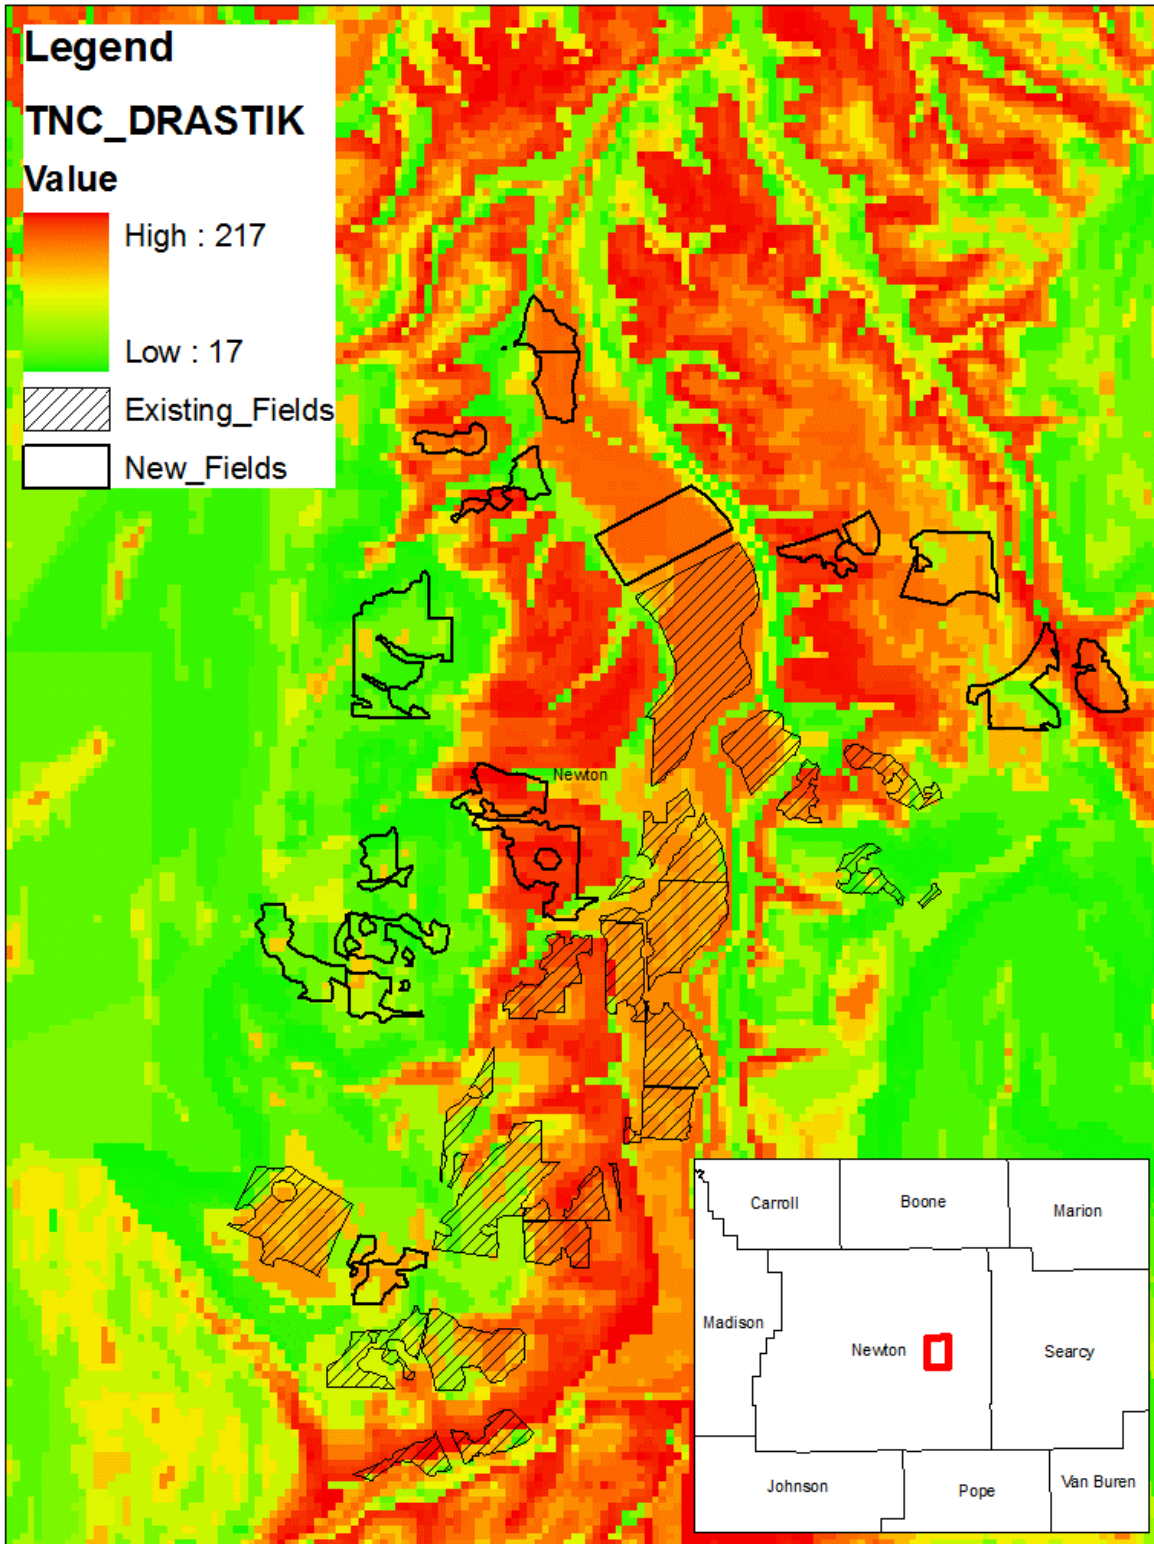 Legend
TNC_DRASTIK
Value
High : 217
Low : 17
Existing_Fields
New_Fields
Newton
Carroll
Boone
Marion
Madison
Newton
Searcy
Johnson
Pope
Van Buren